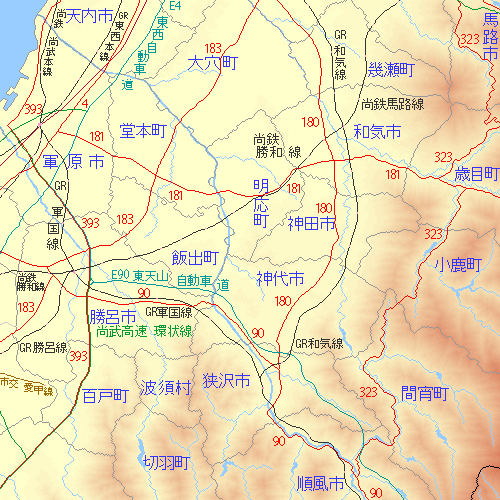 天内市
尚鉄
尚武本線
GR東西本線
東西自動車道
E4
183
大穴町
GR和気線
幾瀬町
323
馬路市
尚鉄馬路線
393
4
181
堂本町
尚鉄
勝和線
180
和気市
軍原市
GR軍国線
181
明応町
181
神田市
180
181
323
歳目町
393
183
323
飯出町
尚鉄
勝和線
E90 東天山自動車道
神代市
小鹿町
90
183
勝呂市
GR軍国線
180
尚武高速環状線
90
GR勝呂線
393
GR和気線
市交愛甲線
百戸町
波須村
狭沢市
323
間宵町
切羽町
90
順風市
90